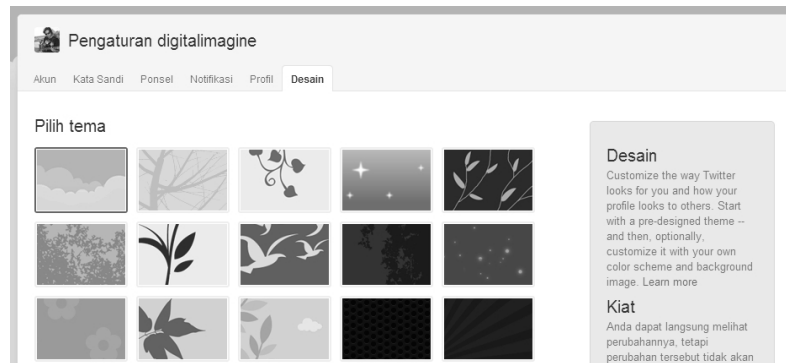 Pengaturan digitalimagine
Akun Kata Sandi Ponsel Notifikasi Profil Desain
Pilih tema
Desain
Customize the way Twitter
looks for you and how your
profile looks to others. Start
with a pre-designed theme --
and then, optionally,
customize it with your own
color scheme and background
image. Learn more
Kiat
Anda dapat langsung melihat
perubahannya, tetapi
perubahan tersebut tidak akan